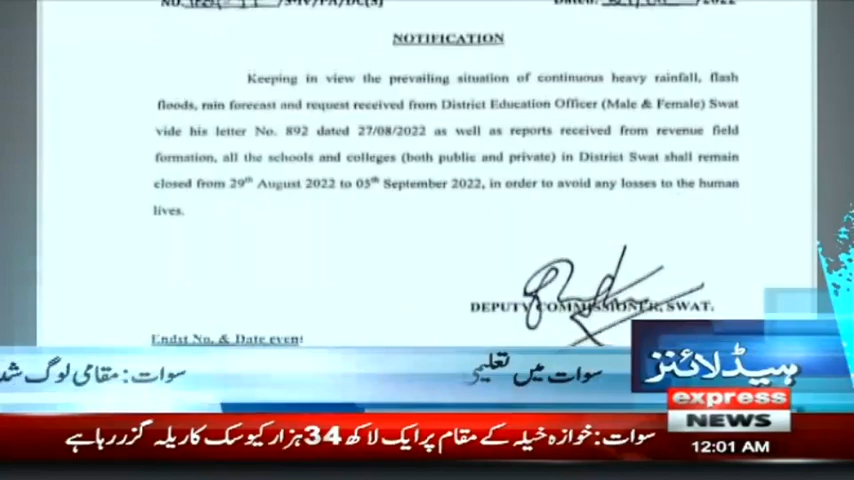 NOTIFICATION
Keeping in view the prevailing situation of continuous heavy rainfall, flash
floods, rain forecast and request received from District Education Officer (Male & Female) Swat
vide his letter No. 892 dated 27/08/2022 as well as reports received from revenue field
formation, all the schools and colleges (both public and private) in District Swat shall remain
closed from 29th August 2022 to 05th September 2022, in order to avoid any losses to the human
lives.
DEPUTY COMMISSIONER, SWAT.
Endst No. & Date even:
ہیڈلائنز
سوات میں تعلیمی
سوات: مقامی لوگ شد
express
NEWS
12:01 AM
سوات: خوازہ خیلہ کے مقام پر ایک لاکھ 34 ہزار کیوسک کا ریلہ گزر رہا ہے